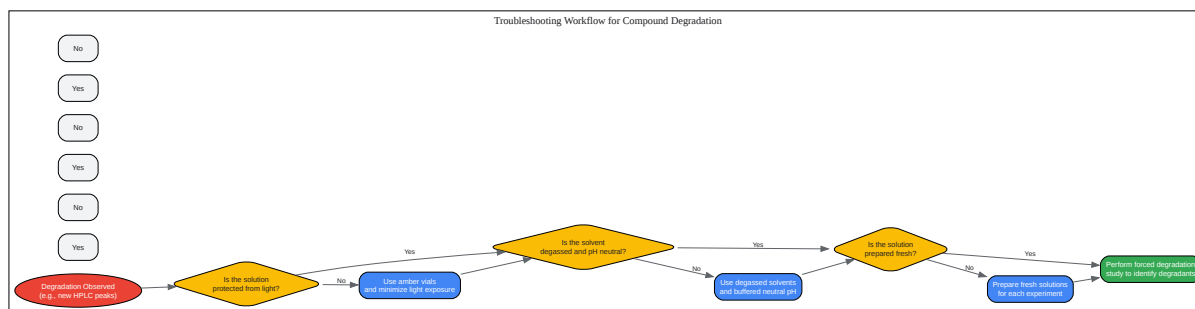 Troubleshooting Workflow for Compound Degradation
No
Yes
No
Yes
No
Yes
Degradation Observed
(e.g., new HPLC peaks)
Is the solution
protected from light?
Yes
No
Use amber vials
and minimize light exposure
Is the solvent
degassed and pH neutral?
Yes
No
Use degassed solvents
and buffered neutral pH
Is the solution
prepared fresh?
Yes
No
Prepare fresh solutions
for each experiment
Perform forced degradation
study to identify degradants